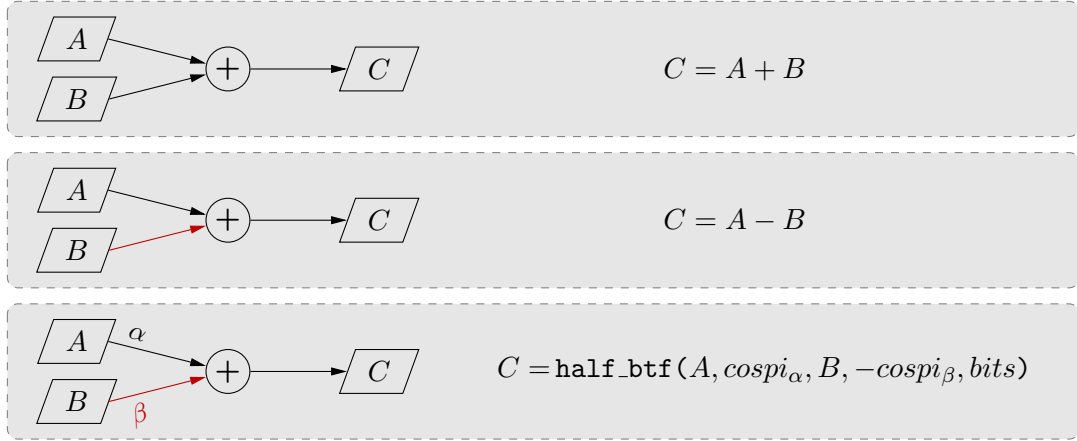 A
B
+
C
C = A + B
A
B
+
C
C = A − B
A
α
B
β
+
C
C = half_btf(A, cospi_α, B, −cospi_β, bits)